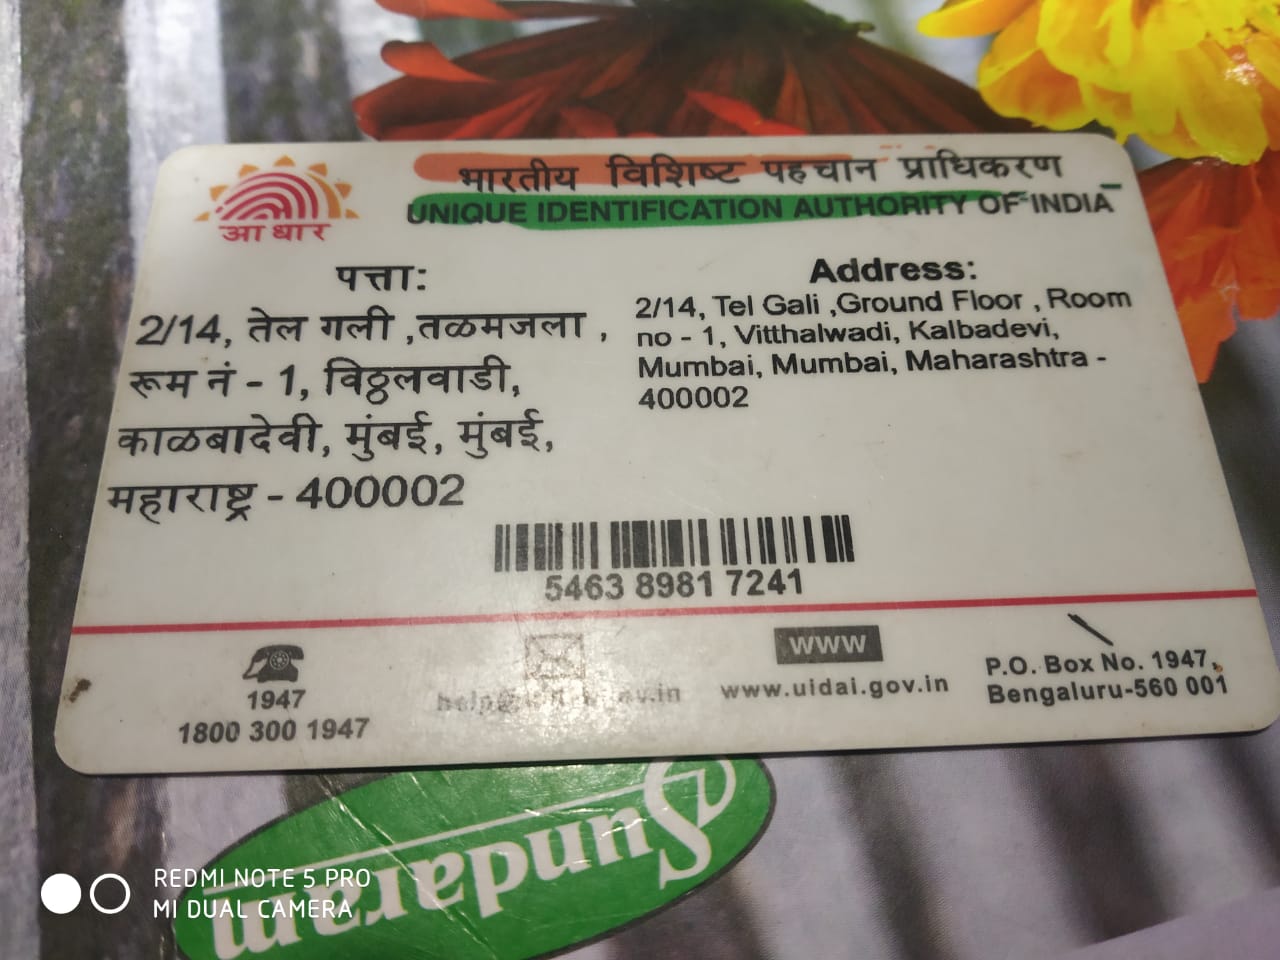 भारतीय विशिष्ट पहचान प्राधिकरण
UNIQUE IDENTIFICATION AUTHORITY OF INDIA
आधार
पत्ता:
2/14, तेल गली ,तळमजला ,
रूम नं - 1, विठ्ठलवाडी,
काळबादेवी, मुंबई, मुंबई,
महाराष्ट्र - 400002
Address:
2/14, Tel Gali ,Ground Floor , Room
no - 1, Vitthalwadi, Kalbadevi,
Mumbai, Mumbai, Maharashtra -
400002
5463 8981 7241
1947
1800 300 1947
WWW
www.uidai.gov.in
P.O. Box No. 1947,
Bengaluru-560 001
Sundaram
REDMI NOTE 5 PRO
MI DUAL CAMERA